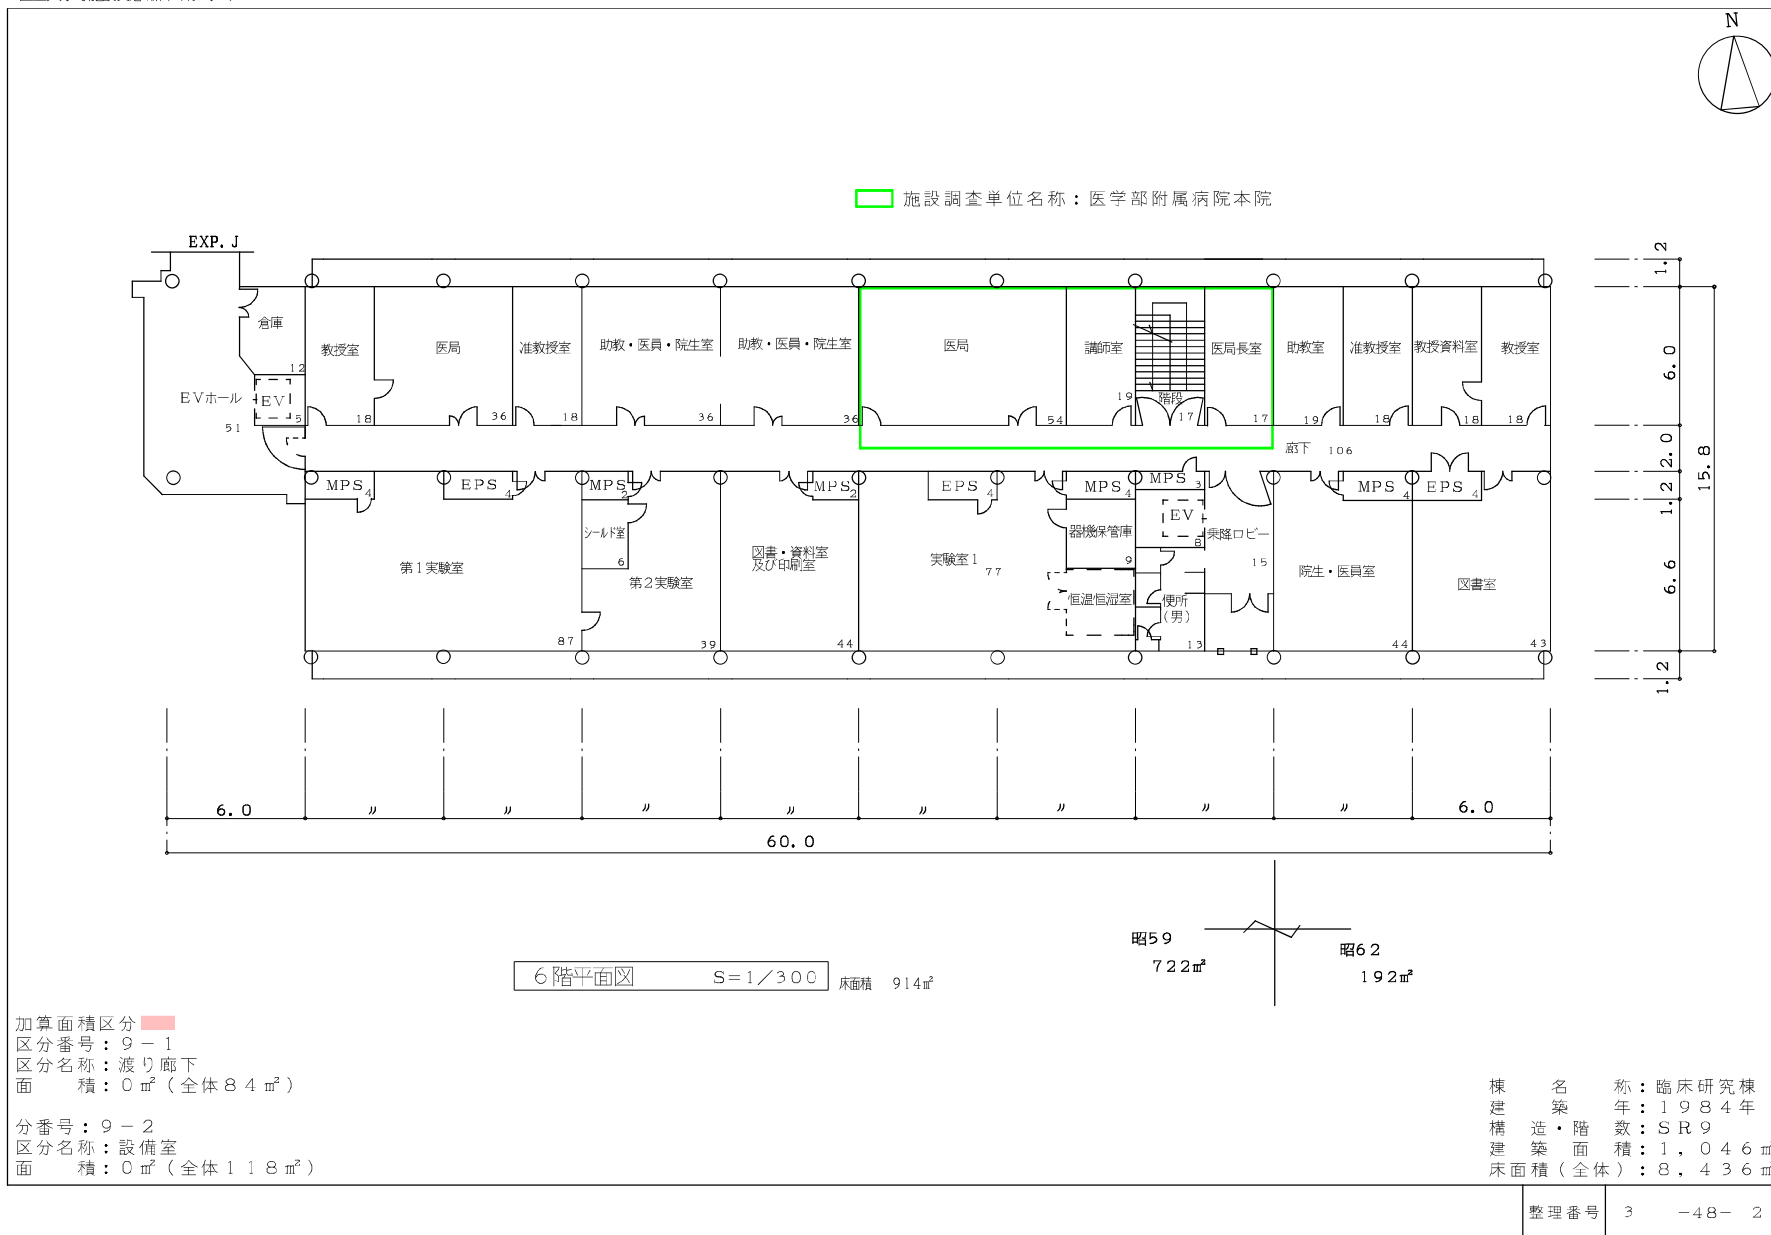 N
施設調査単位名称：医学部附属病院本院
EXP. J
1.2
倉庫
12
教授室
18
医局
36
准教授室
18
助教・医員・院生室
36
助教・医員・院生室
36
医局
54
講師室
19
階段
17
医局長室
17
助教室
19
准教授室
18
教授資料室
18
教授室
18
6.0
EVホール
51
EV
5
廊下 106
2.0
15.8
MPS 4
EPS 4
MPS 2
MPS 2
EPS 4
MPS 4
MPS 3
MPS 4
EPS 4
1.2
シールド室
6
EV
8
乗降ロビー
15
器機保管庫
9
第1実験室
87
第2実験室
39
図書・資料室
及び印刷室
44
実験室1
77
恒温恒湿室
便所
(男)
13
院生・医員室
44
図書室
43
6.6
1.2
6.0 〃 〃 〃 〃 〃 〃 〃 〃 6.0
60.0
昭59
722㎡
昭62
192㎡
6階平面図 S=1/300 床面積 914㎡
加算面積区分
区分番号：9－1
区分名称：渡り廊下
面　積：0㎡(全体84㎡)
分番号：9－2
区分名称：設備室
面　積：0㎡(全体118㎡)
棟名称：臨床研究棟
建築年：1984年
構造・階数：SR9
建築面積：1,046㎡
床面積(全体)：8,436㎡
整理番号 3 －48－ 2